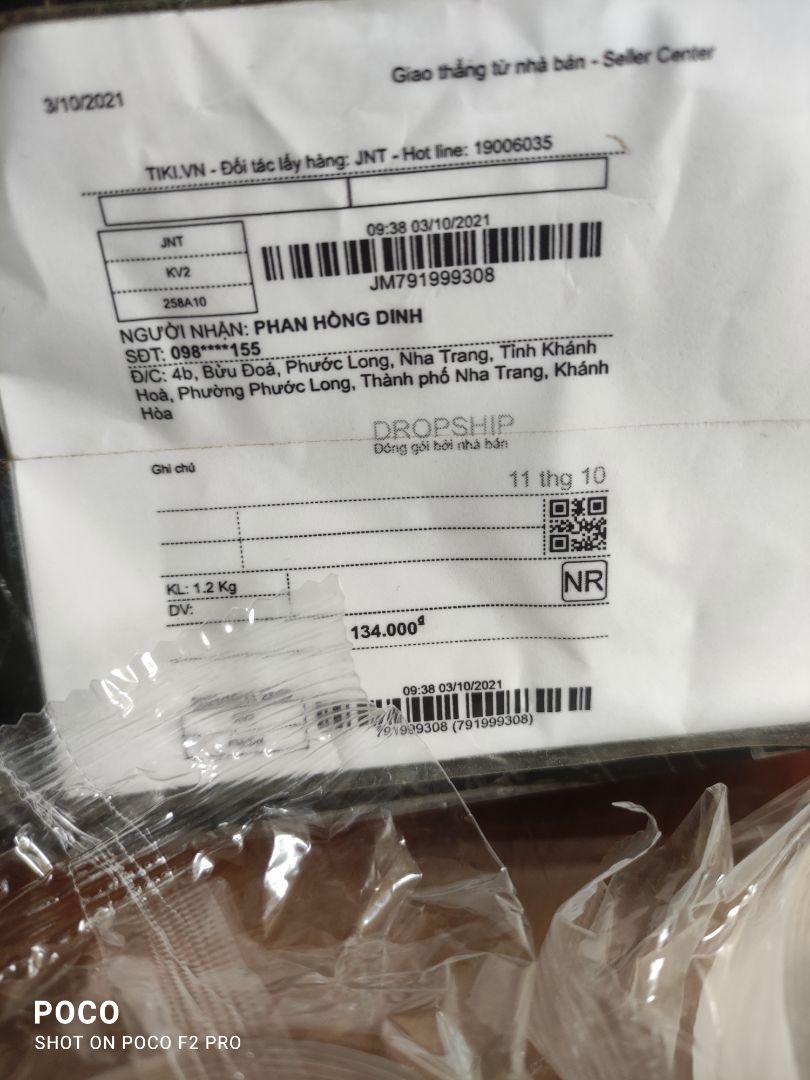 Giao thẳng từ nhà bán - Seller Center
3/10/2021
TIKI.VN - Đối tác lấy hàng: JNT - Hot line: 19006035
09:38 03/10/2021
JNT
KV2
258A10
JM791999308
NGƯỜI NHẬN: PHAN HỒNG DINH
SĐT: 098****155
Đ/C: 4b, Bửu Đoá, Phước Long, Nha Trang, Tỉnh Khánh
Hoà, Phường Phước Long, Thành phố Nha Trang, Khánh
Hòa
DROPSHIP
Đóng gói bởi nhà bán
Ghi chú
11 thg 10
KL: 1.2 Kg
NR
DV:
134.000đ
09:38 03/10/2021
791999308 (791999308)
POCO
SHOT ON POCO F2 PRO